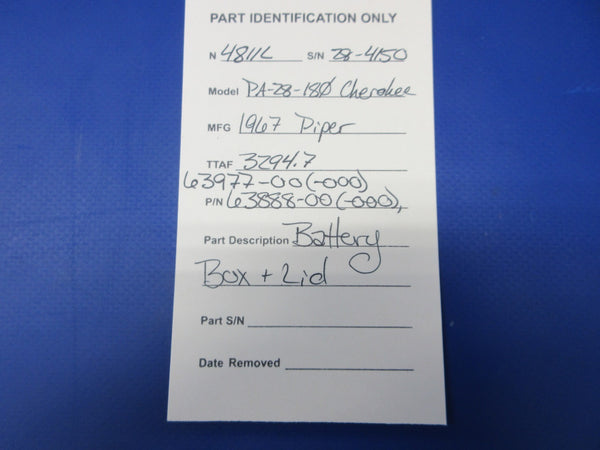 PART IDENTIFICATION ONLY
N 4811L S/N 28-4150
Model PA-28-180 Cherokee
MFG 1967 Piper
TTAF 3294.7
63977-00(-000)
P/N 63888-00(-000),
Part Description Battery
Box + Lid
Part S/N
Date Removed